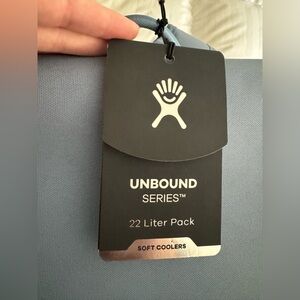 UNBOUND
SERIES™
22 Liter Pack
SOFT COOLERS